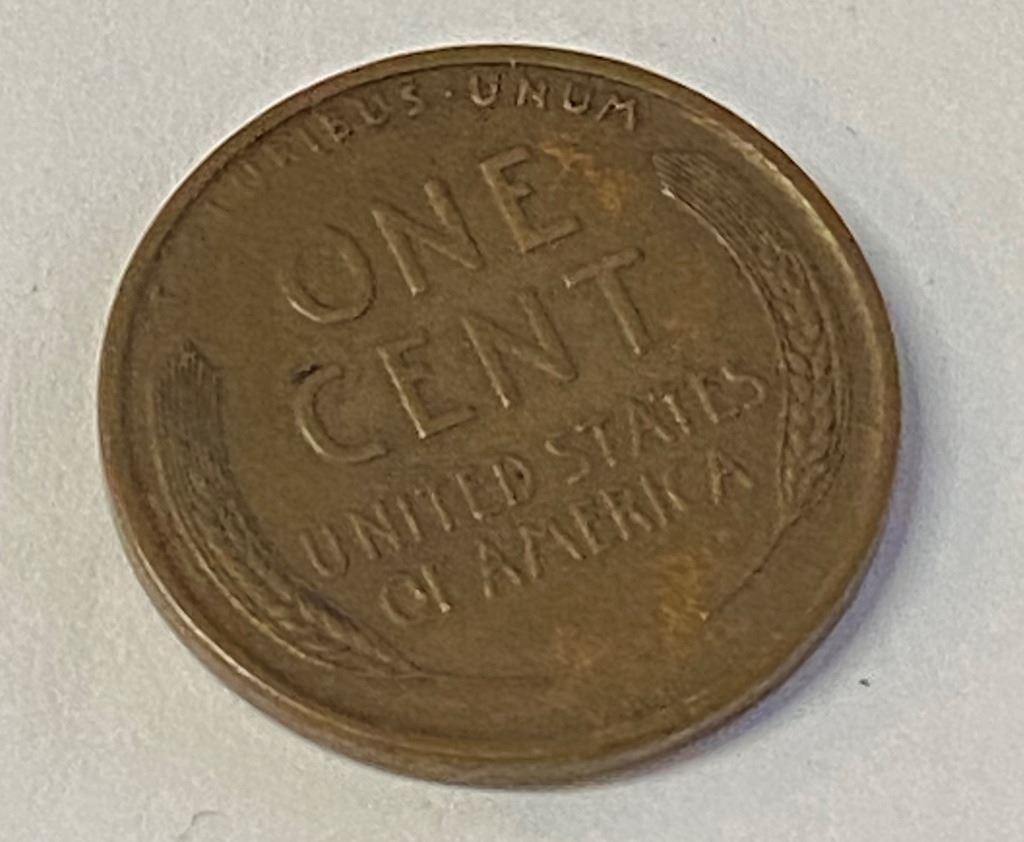 PLURIBUS · UNUM
ONE
CENT
UNITED STATES
OF AMERICA